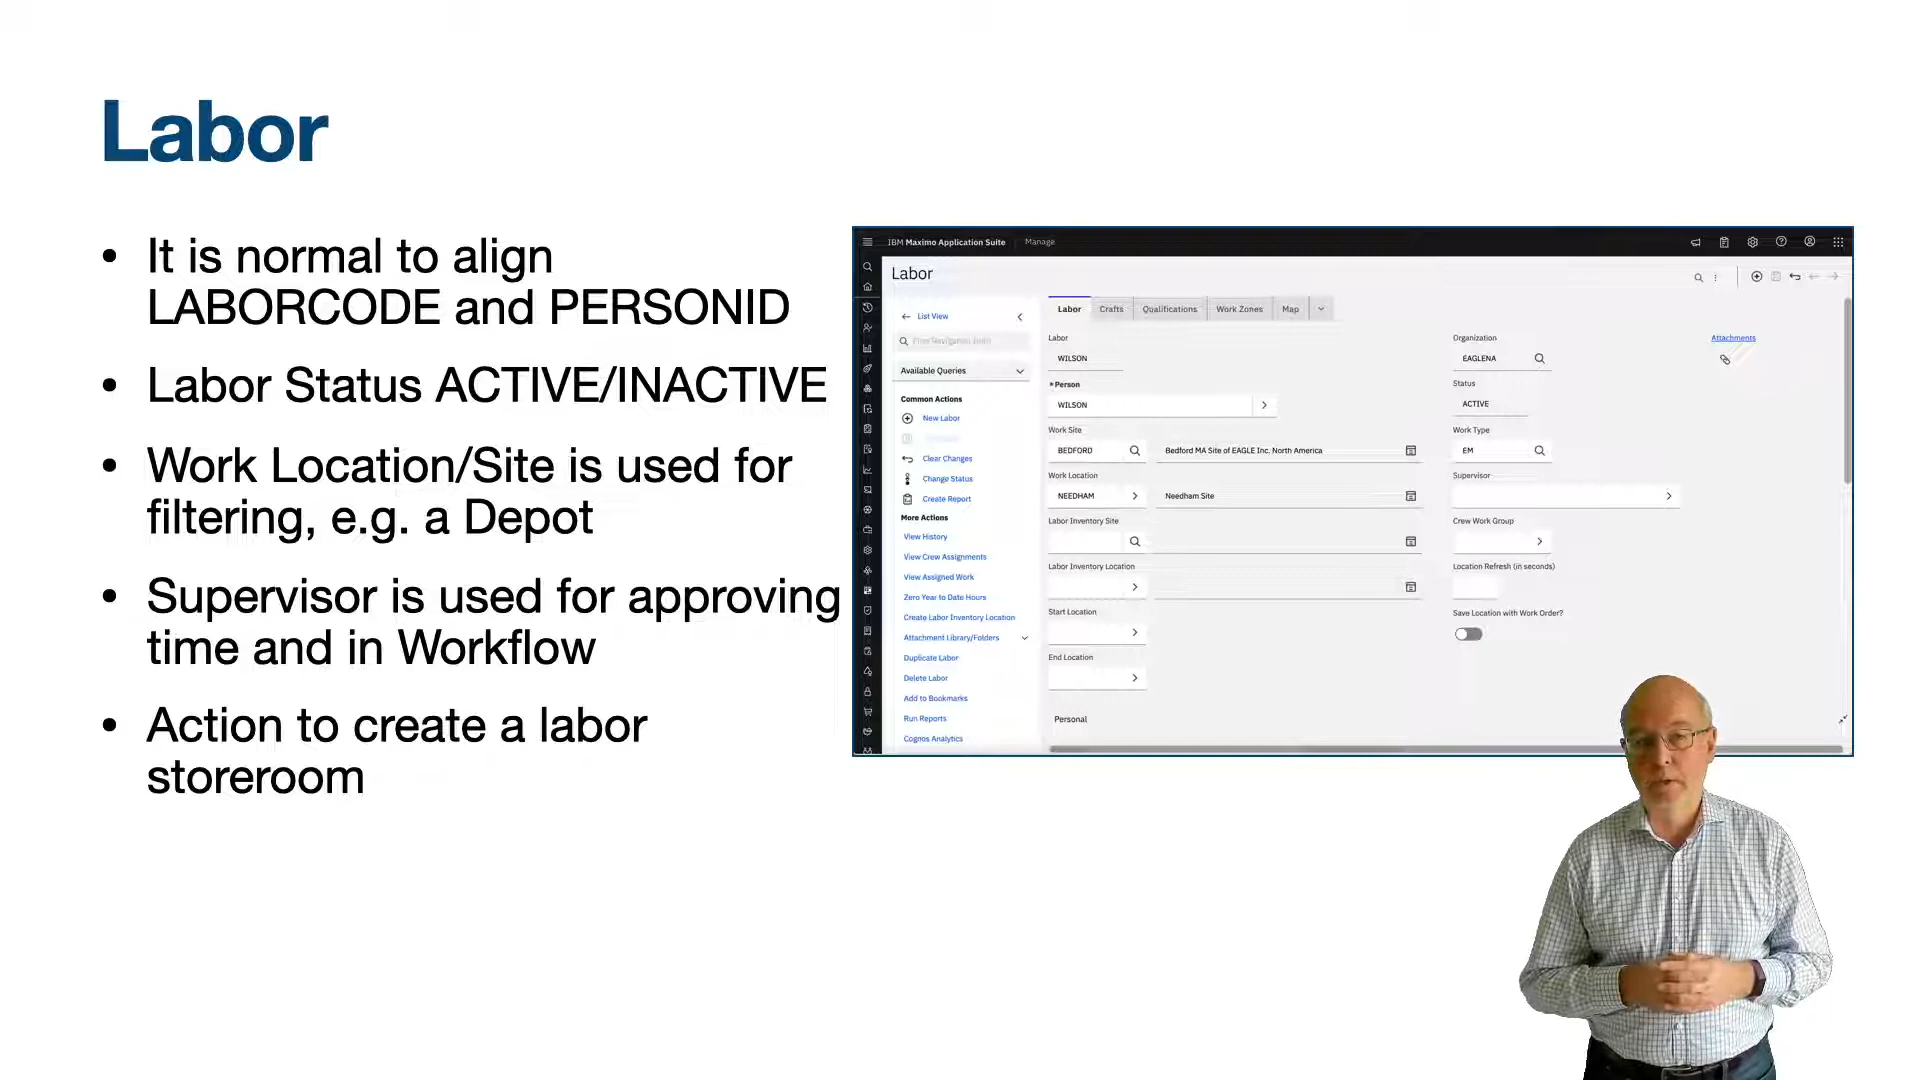 Labor
• It is normal to align
LABORCODE and PERSONID
• Labor Status ACTIVE/INACTIVE
• Work Location/Site is used for
filtering, e.g. a Depot
• Supervisor is used for approving
time and in Workflow
• Action to create a labor
storeroom
IBM Maximo Application Suite Manage
Labor
List View
Available Queries
Common Actions
New Labor
Clear Changes
Change Status
Create Report
More Actions
View History
View Crew Assignments
View Assigned Work
Zero Year to Date Hours
Create Labor Inventory Location
Attachment Library/Folders
Duplicate Labor
Delete Labor
Add to Bookmarks
Run Reports
Cognos Analytics
Labor Crafts Qualifications Work Zones Map
Labor
WILSON
*Person
WILSON
Work Site
BEDFORD Bedford MA Site of EAGLE Inc. North America
Work Location
NEEDHAM Needham Site
Labor Inventory Site
Labor Inventory Location
Start Location
End Location
Personal
Organization
EAGLENA
Attachments
Status
ACTIVE
Work Type
EM
Supervisor
Crew Work Group
Location Refresh (in seconds)
Save Location with Work Order?